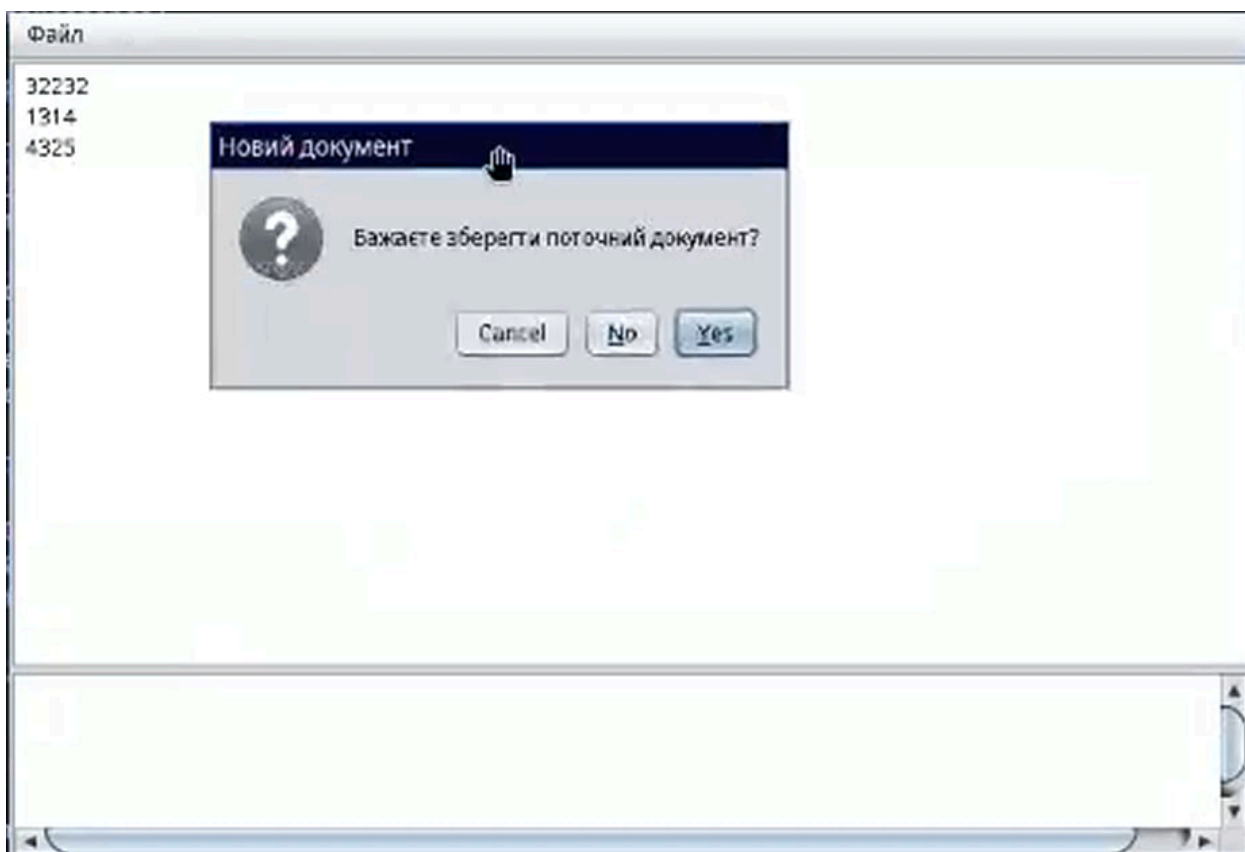 Файл
32232
1314
4325
Новий документ
Бажаєте зберегти поточний документ?
Cancel No Yes